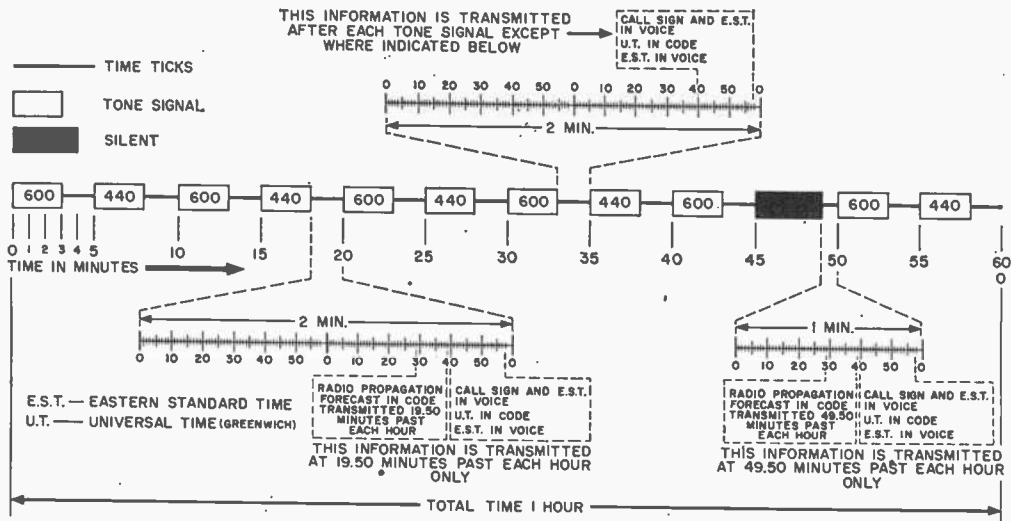 THIS INFORMATION IS TRANSMITTED
AFTER EACH TONE SIGNAL EXCEPT
WHERE INDICATED BELOW
CALL SIGN AND E.S.T.
IN VOICE
U.T. IN CODE
E.S.T. IN VOICE
TIME TICKS
TONE SIGNAL
SILENT
0 10 20 30 40 50 0 10 20 30 40 50 0
2 MIN.
600 440 600 440 600 440 600 440 600 600 440
0 1 2 3 4 5 10 15 20 25 30 35 40 45 50 55 60
0
TIME IN MINUTES
2 MIN.
0 10 20 30 40 50 0 10 20 30 40 50 0
RADIO PROPAGATION
FORECAST IN CODE
TRANSMITTED 19.50
MINUTES PAST
EACH HOUR
CALL SIGN AND E.S.T.
IN VOICE
U.T. IN CODE
E.S.T. IN VOICE
THIS INFORMATION IS TRANSMITTED
AT 19.50 MINUTES PAST EACH HOUR
ONLY
1 MIN.
0 10 20 30 40 50 60
RADIO PROPAGATION
FORECAST IN CODE
TRANSMITTED 49.50
MINUTES PAST
EACH HOUR
CALL SIGN AND E.S.T.
IN VOICE
U.T. IN CODE
E.S.T. IN VOICE
THIS INFORMATION IS TRANSMITTED
AT 49.50 MINUTES PAST EACH HOUR
ONLY
E.S.T. — EASTERN STANDARD TIME
U.T. — UNIVERSAL TIME (GREENWICH)
TOTAL TIME 1 HOUR